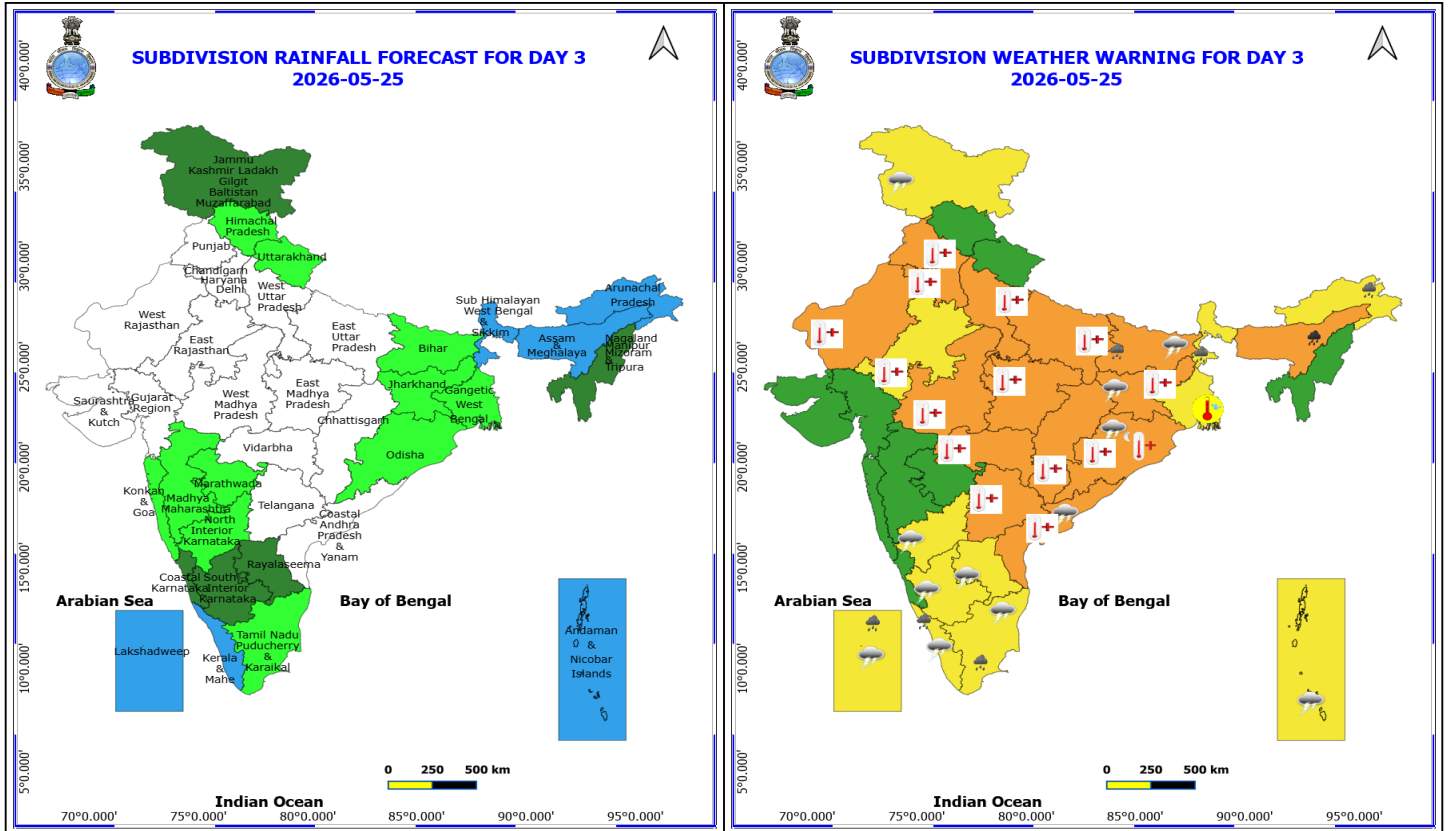 SUBDIVISION RAINFALL FORECAST FOR DAY 3
2026-05-25
40°0.000'
35°0.000'
30°0.000'
25°0.000'
20°0.000'
15°0.000'
10°0.000'
5°0.000'
Jammu
Kashmir Ladakh
Gilgit
Baltistan
Muzaffarabad
Himachal
Pradesh
Punjab
Uttarakhand
Chandigarh
Haryana
Delhi
West
Uttar
Pradesh
Sub Himalayan
West Bengal
&
Sikkim
Arunachal
Pradesh
West
Rajasthan
East
Rajasthan
East
Uttar
Pradesh
Bihar
Assam
&
Meghalaya
Nagaland
Manipur
Mizoram
&
Tripura
Saurashtra
&
Kutch
Gujarat
Region
West
Madhya
Pradesh
East
Madhya
Pradesh
Jharkhand
Gangetic
West
Bengal
Chhattisgarh
Vidarbha
Odisha
Konkan
&
Goa
Marathwada
Madhya
Maharashtra
North
Interior
Karnataka
Telangana
Coastal
Andhra
Pradesh
&
Yanam
Rayalaseema
Coastal
Karnataka
South
Interior
Karnataka
Arabian Sea
Bay of Bengal
Lakshadweep
Kerala
&
Mahe
Tamil Nadu
Puducherry
&
Karaikal
Andaman
&
Nicobar
Islands
0 250 500 km
Indian Ocean
70°0.000' 75°0.000' 80°0.000' 85°0.000' 90°0.000' 95°0.000'
SUBDIVISION WEATHER WARNING FOR DAY 3
2026-05-25
40°0.000'
35°0.000'
30°0.000'
25°0.000'
20°0.000'
15°0.000'
10°0.000'
5°0.000'
Arabian Sea
Bay of Bengal
0 250 500 km
Indian Ocean
70°0.000' 75°0.000' 80°0.000' 85°0.000' 90°0.000' 95°0.000'